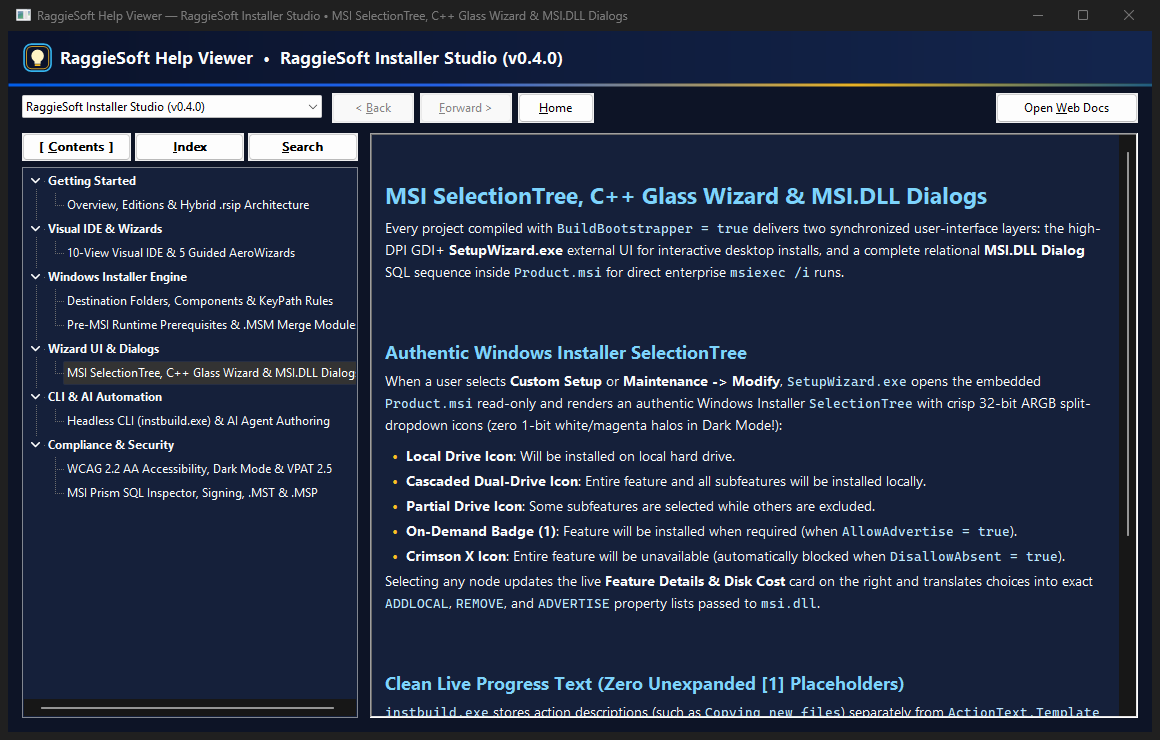 RaggieSoft Help Viewer — RaggieSoft Installer Studio • MSI SelectionTree, C++ Glass Wizard & MSI.DLL Dialogs
RaggieSoft Help Viewer • RaggieSoft Installer Studio (v0.4.0)
RaggieSoft Installer Studio (v0.4.0)
< Back
Forward >
Home
Open Web Docs
[ Contents ]
Index
Search
Getting Started
Overview, Editions & Hybrid .rsip Architecture
Visual IDE & Wizards
10-View Visual IDE & 5 Guided AeroWizards
Windows Installer Engine
Destination Folders, Components & KeyPath Rules
Pre-MSI Runtime Prerequisites & .MSM Merge Module
Wizard UI & Dialogs
MSI SelectionTree, C++ Glass Wizard & MSI.DLL Dialog
CLI & AI Automation
Headless CLI (instbuild.exe) & AI Agent Authoring
Compliance & Security
WCAG 2.2 AA Accessibility, Dark Mode & VPAT 2.5
MSI Prism SQL Inspector, Signing, .MST & .MSP
MSI SelectionTree, C++ Glass Wizard & MSI.DLL Dialogs
Every project compiled with BuildBootstrapper = true delivers two synchronized user-interface layers: the high-
DPI GDI+ SetupWizard.exe external UI for interactive desktop installs, and a complete relational MSI.DLL Dialog
SQL sequence inside Product.msi for direct enterprise msiexec /i runs.
Authentic Windows Installer SelectionTree
When a user selects Custom Setup or Maintenance -> Modify, SetupWizard.exe opens the embedded
Product.msi read-only and renders an authentic Windows Installer SelectionTree with crisp 32-bit ARGB split-
dropdown icons (zero 1-bit white/magenta halos in Dark Mode!):
• Local Drive Icon: Will be installed on local hard drive.
• Cascaded Dual-Drive Icon: Entire feature and all subfeatures will be installed locally.
• Partial Drive Icon: Some subfeatures are selected while others are excluded.
• On-Demand Badge (1): Feature will be installed when required (when AllowAdvertise = true).
• Crimson X Icon: Entire feature will be unavailable (automatically blocked when DisallowAbsent = true).
Selecting any node updates the live Feature Details & Disk Cost card on the right and translates choices into exact
ADDLOCAL, REMOVE, and ADVERTISE property lists passed to msi.dll.
Clean Live Progress Text (Zero Unexpanded [1] Placeholders)
instbuild.exe stores action descriptions (such as Copying new files) separately from ActionText.Template